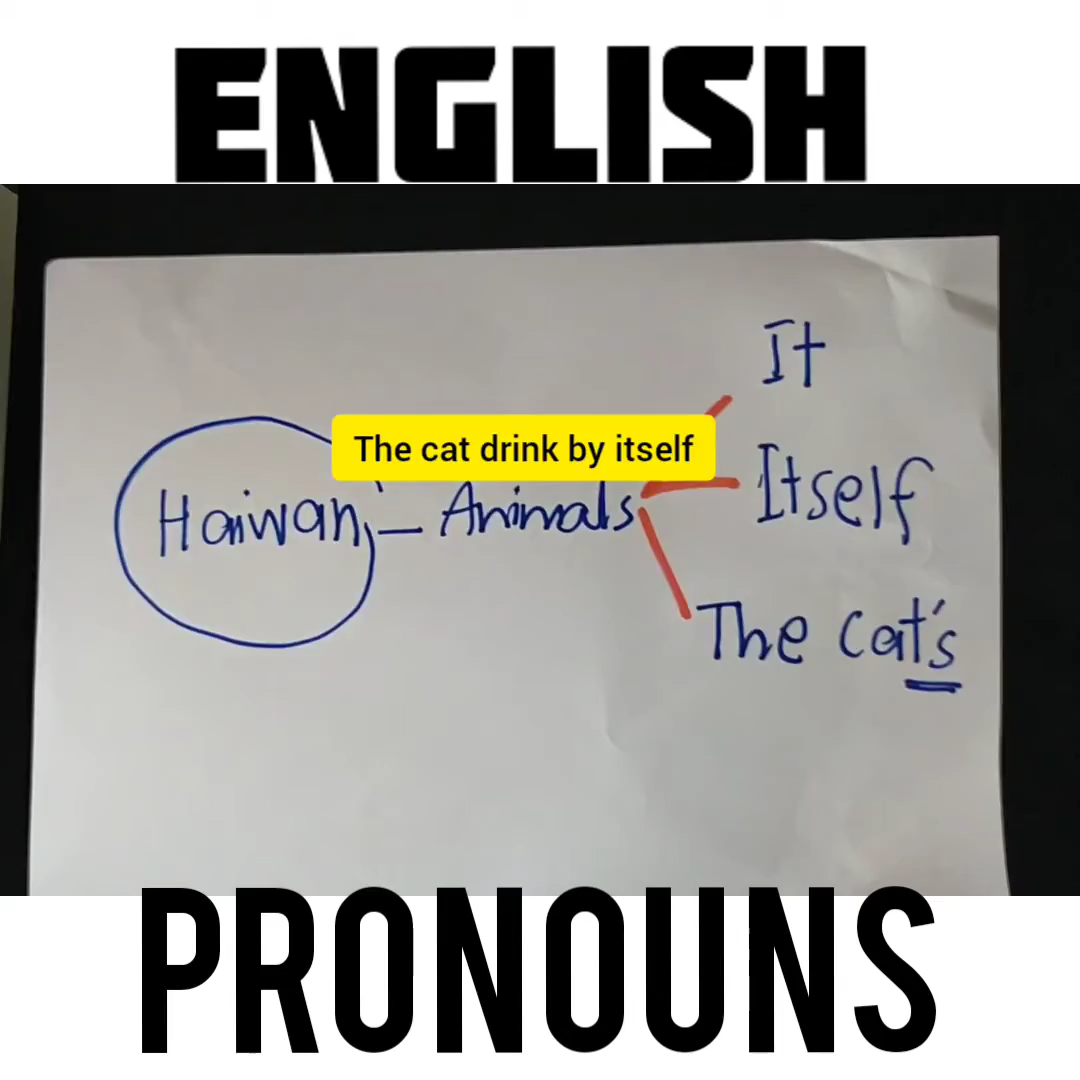 ENGLISH
It
The cat drink by itself
Haiwan - Animals
Itself
The cat's
PRONOUNS